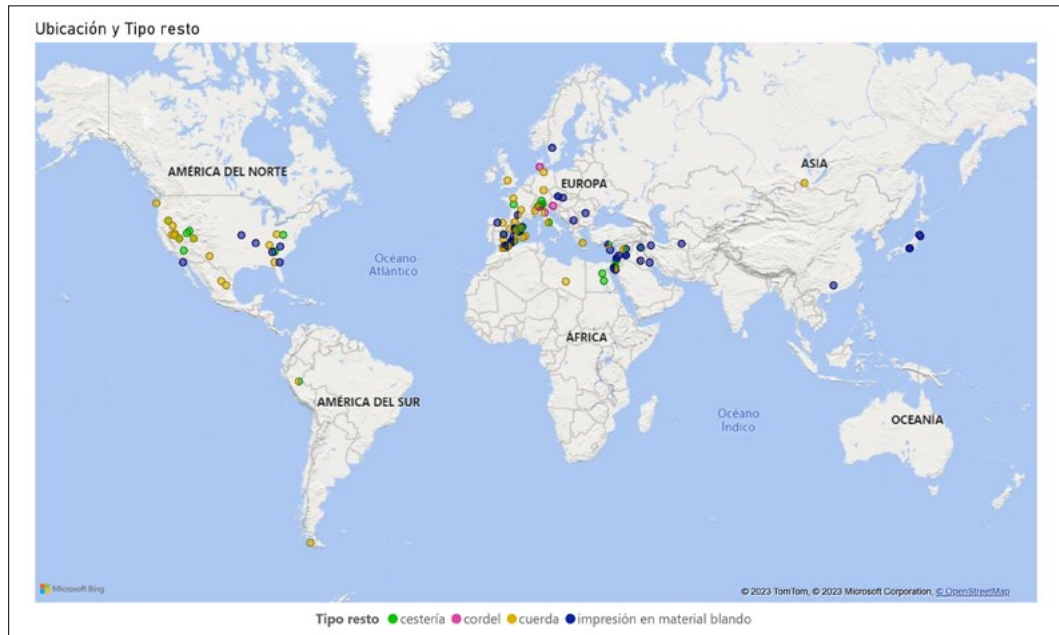 Ubicación y Tipo resto
AMÉRICA DEL NORTE
EUROPA
ASIA
Océano
Atlántico
ÁFRICA
AMÉRICA DEL SUR
Océano
Índico
OCEANÍA
Microsoft Bing
© 2023 TomTom, © 2023 Microsoft Corporation, © OpenStreetMap
Tipo resto cestería cordel cuerda impresión en material blando